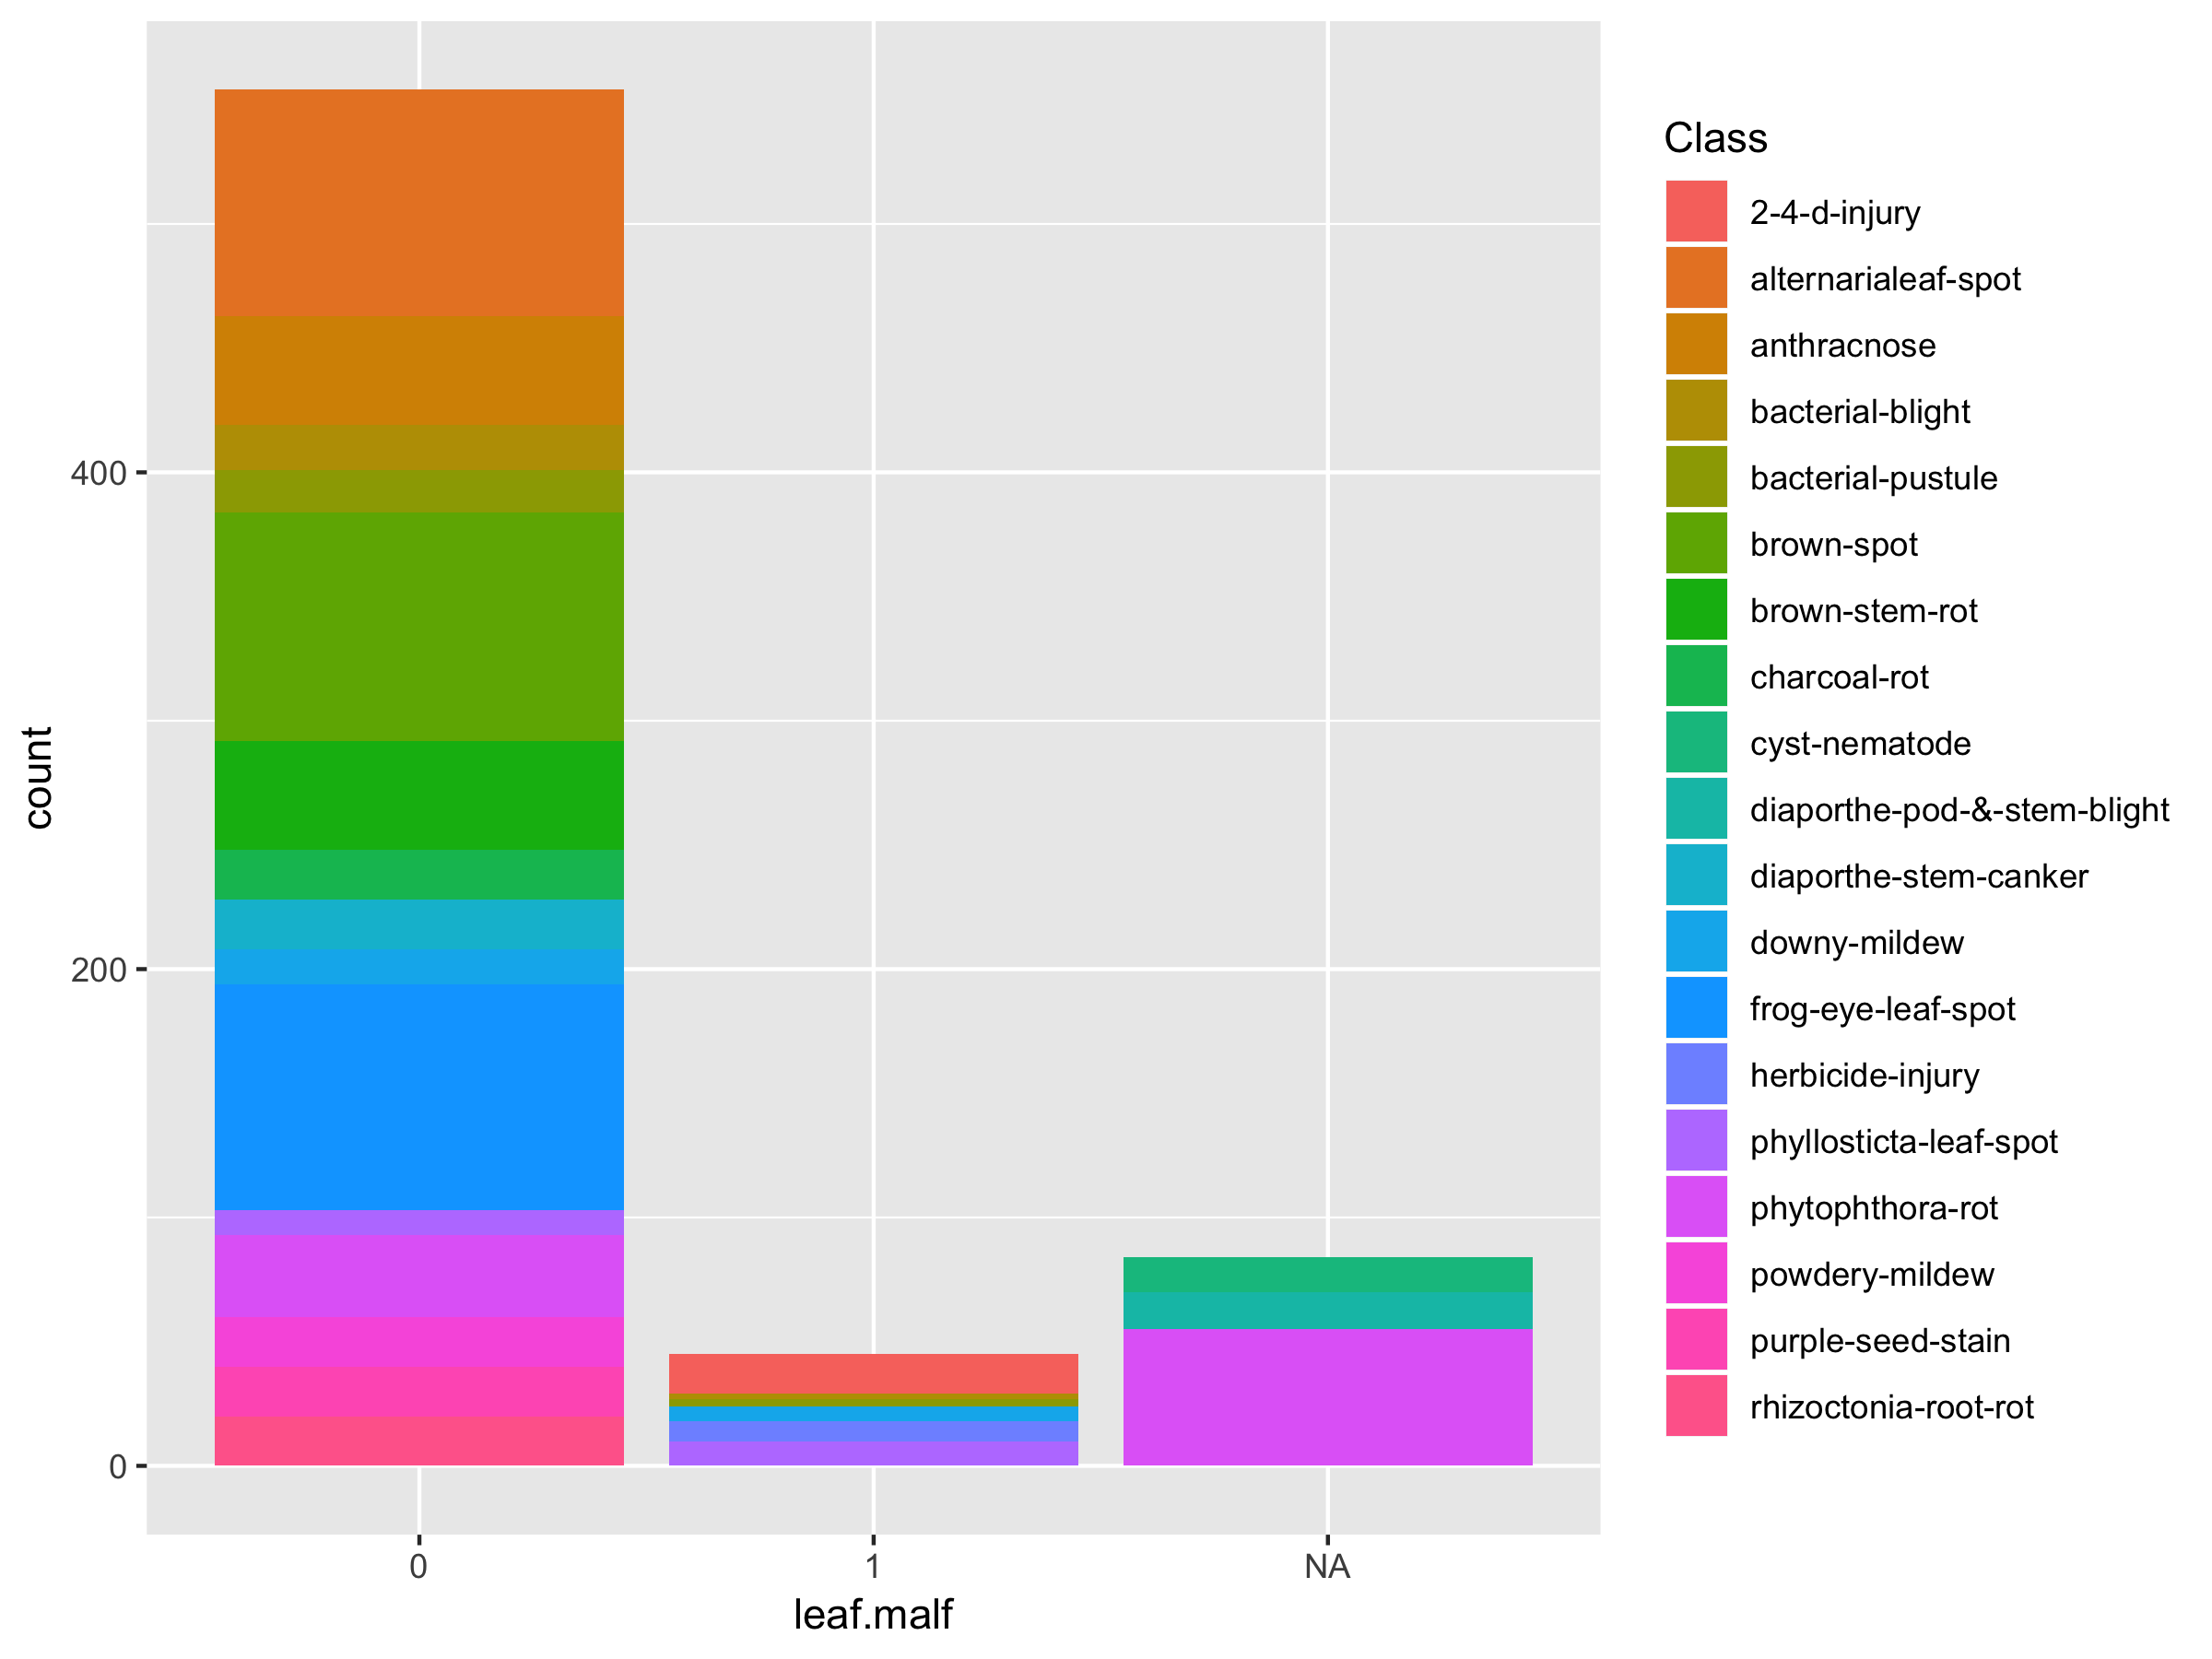 count
400
200
0
0
1
NA
leaf.malf
Class
2-4-d-injury
alternarialeaf-spot
anthracnose
bacterial-blight
bacterial-pustule
brown-spot
brown-stem-rot
charcoal-rot
cyst-nematode
diaporthe-pod-&-stem-blight
diaporthe-stem-canker
downy-mildew
frog-eye-leaf-spot
herbicide-injury
phyllosticta-leaf-spot
phytophthora-rot
powdery-mildew
purple-seed-stain
rhizoctonia-root-rot